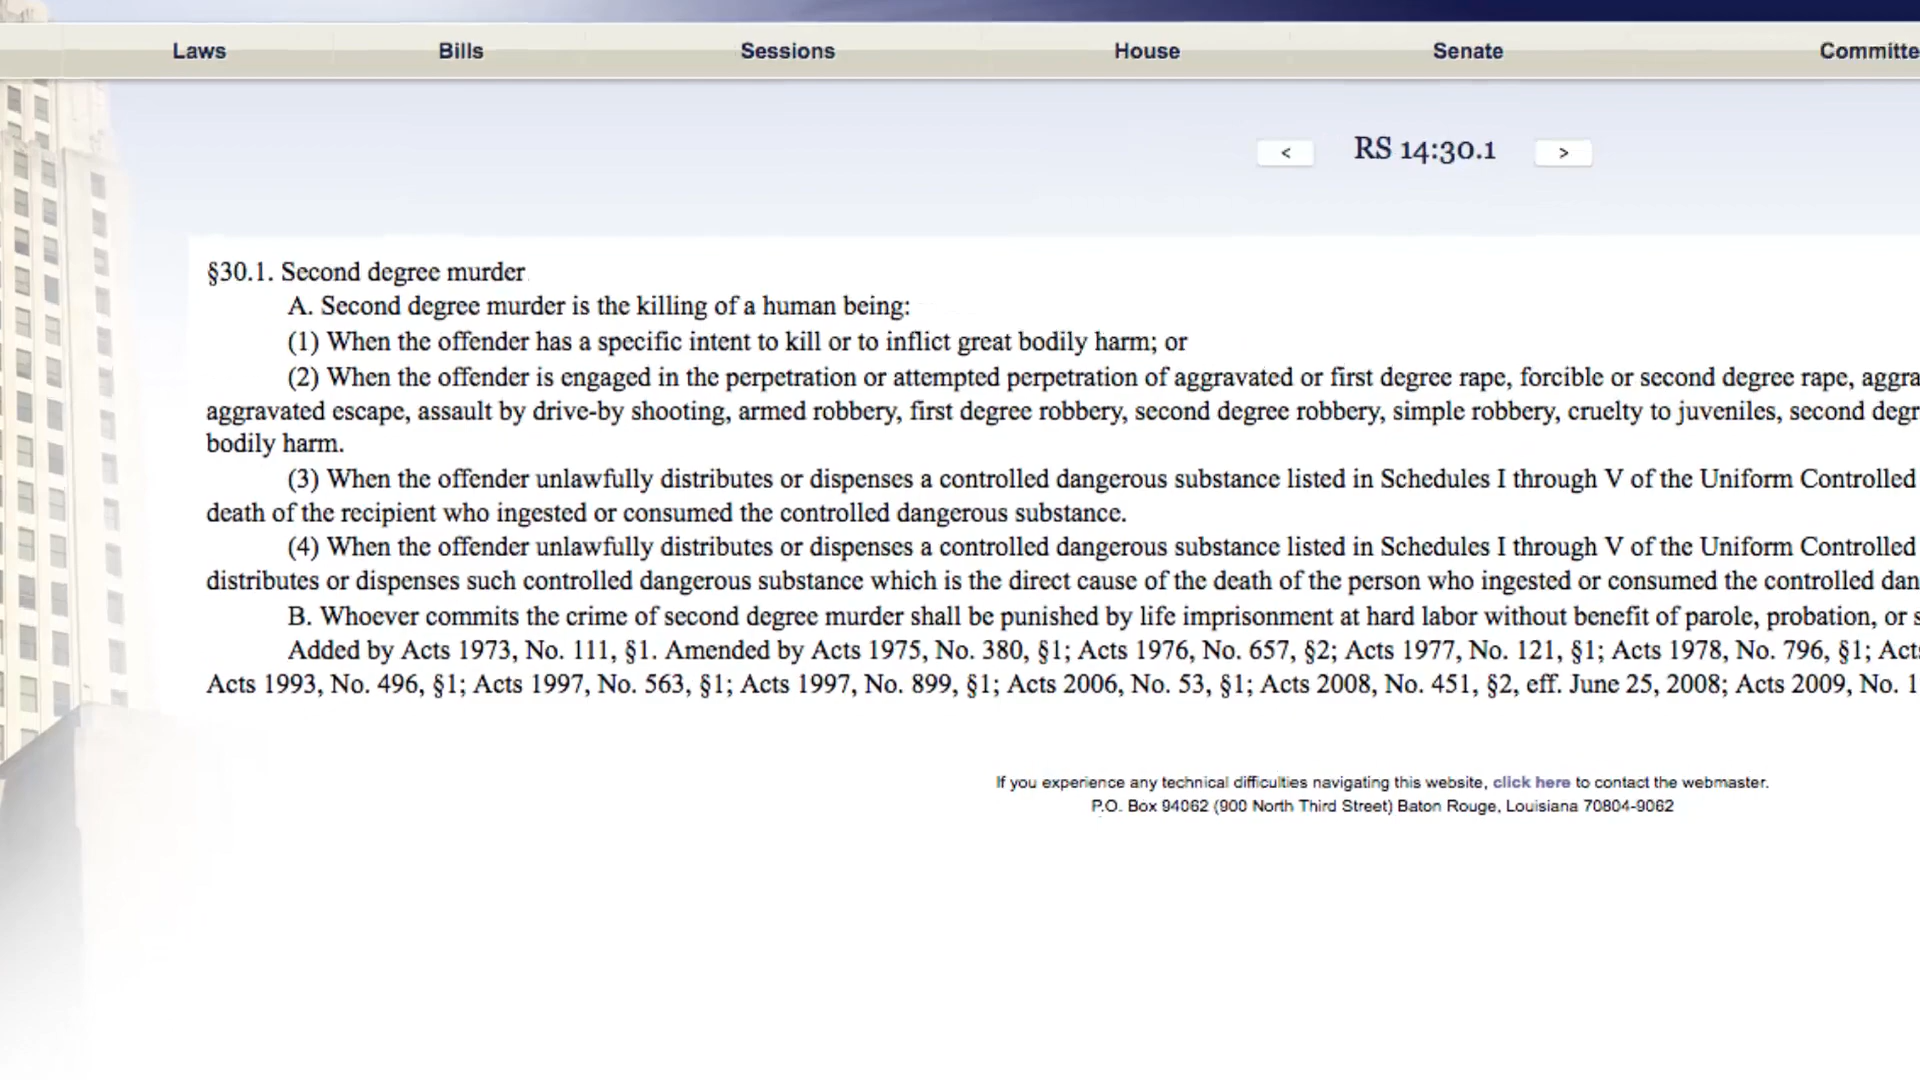 Laws Bills Sessions House Senate
< RS 14:30.1 >
§30.1. Second degree murder
A. Second degree murder is the killing of a human being:
(1) When the offender has a specific intent to kill or to inflict great bodily harm; or
(2) When the offender is engaged in the perpetration or attempted perpetration of aggravated or first degree rape, forcible or second degree rape,
aggravated escape, assault by drive-by shooting, armed robbery, first degree robbery, second degree robbery, simple robbery, cruelty to juveniles, second
bodily harm.
(3) When the offender unlawfully distributes or dispenses a controlled dangerous substance listed in Schedules I through V of the Uniform Controlled
death of the recipient who ingested or consumed the controlled dangerous substance.
(4) When the offender unlawfully distributes or dispenses a controlled dangerous substance listed in Schedules I through V of the Uniform Controlled
distributes or dispenses such controlled dangerous substance which is the direct cause of the death of the person who ingested or consumed the controlled
B. Whoever commits the crime of second degree murder shall be punished by life imprisonment at hard labor without benefit of parole, probation, or
Added by Acts 1973, No. 111, §1. Amended by Acts 1975, No. 380, §1; Acts 1976, No. 657, §2; Acts 1977, No. 121, §1; Acts 1978, No. 796, §1;
Acts 1993, No. 496, §1; Acts 1997, No. 563, §1; Acts 1997, No. 899, §1; Acts 2006, No. 53, §1; Acts 2008, No. 451, §2, eff. June 25, 2008; Acts 2009, No.
If you experience any technical difficulties navigating this website, click here to contact the webmaster.
P.O. Box 94062 (900 North Third Street) Baton Rouge, Louisiana 70804-9062